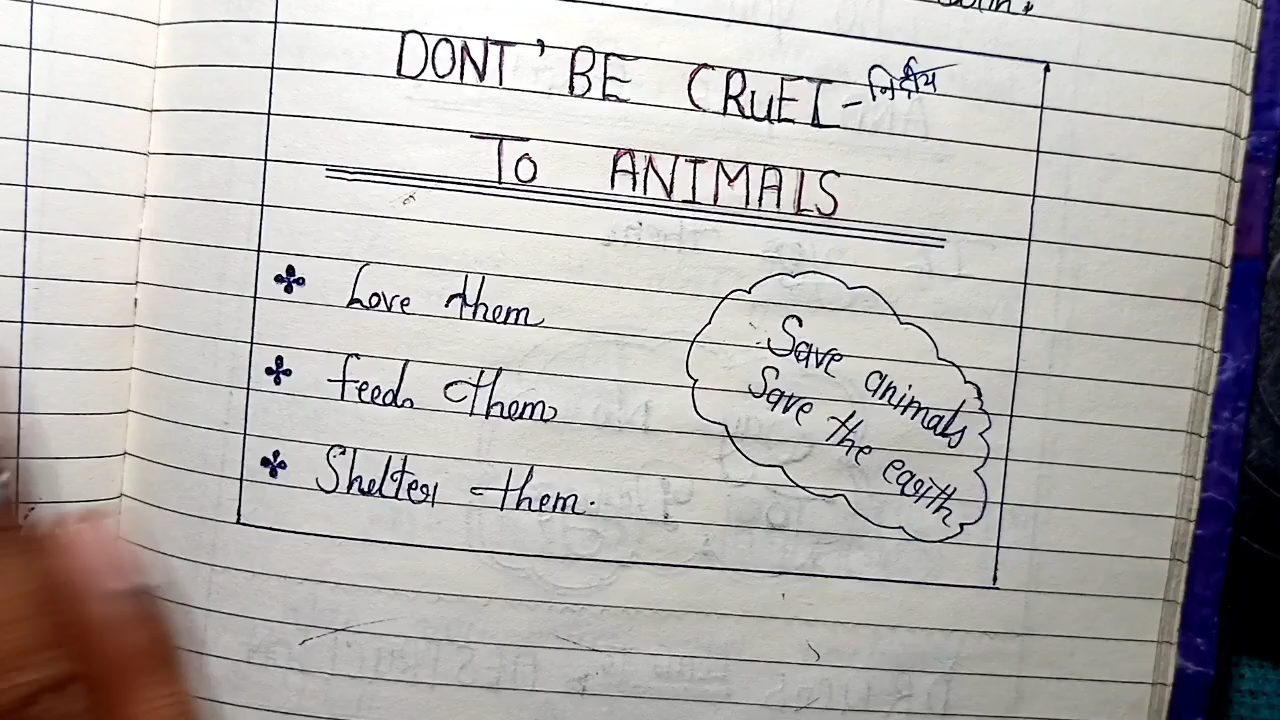 DONT' BE CRUEL - निर्दय
TO ANIMALS
Love them
feed them
Shelter them.
Save animals
Save the earth